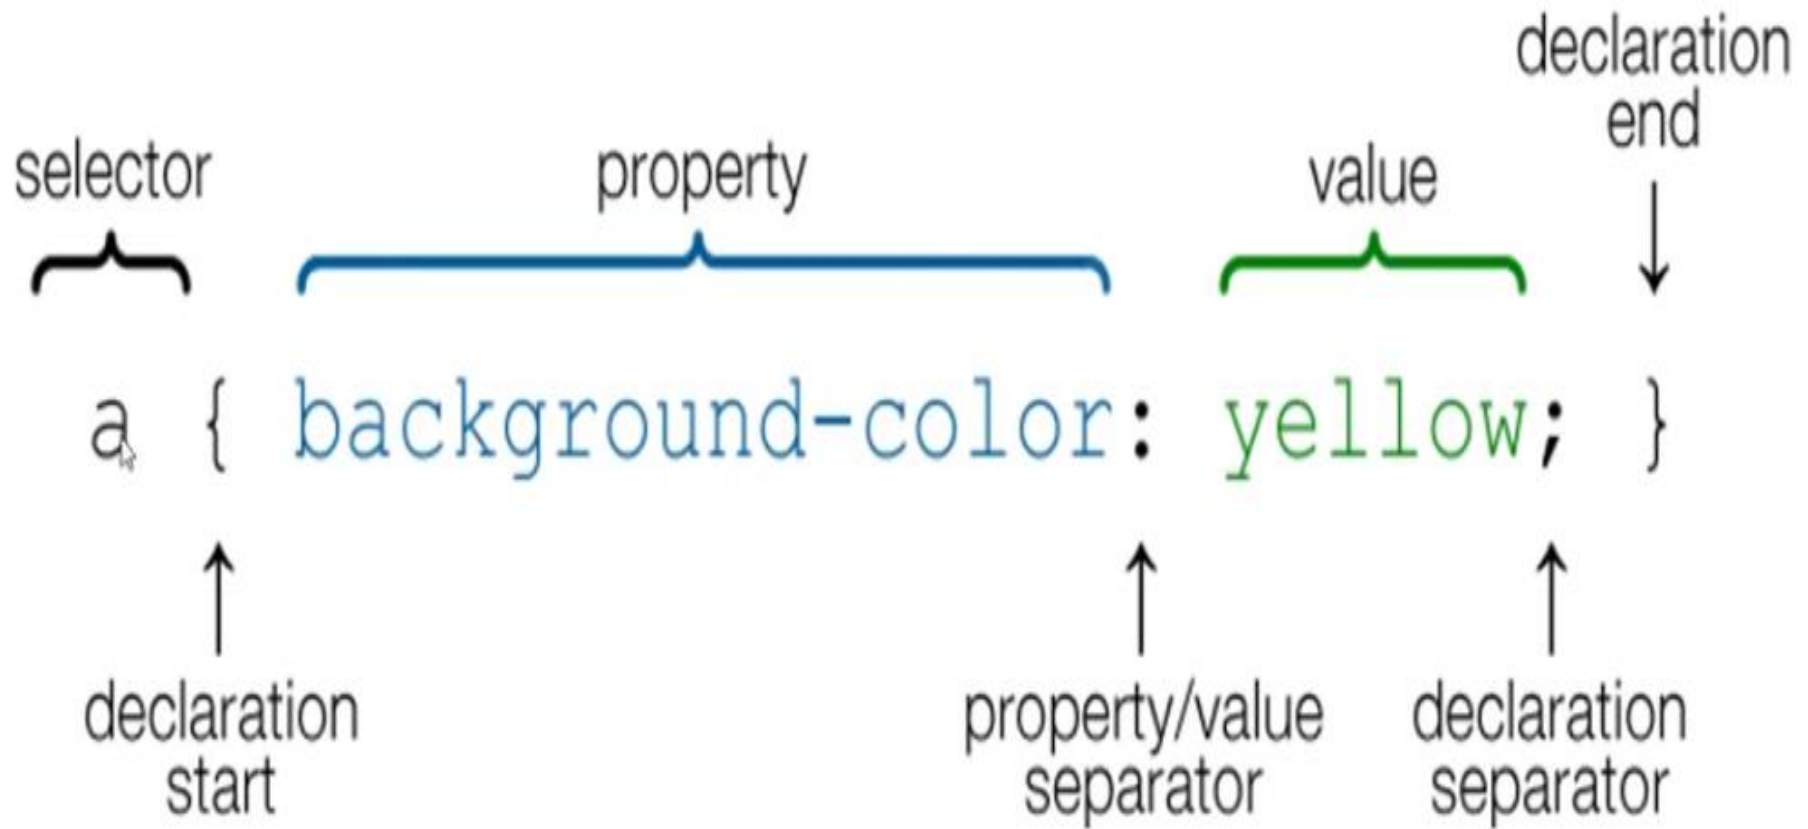 declaration
end
selector
property
value
a { background-color: yellow; }
declaration
start
property/value
separator
declaration
separator